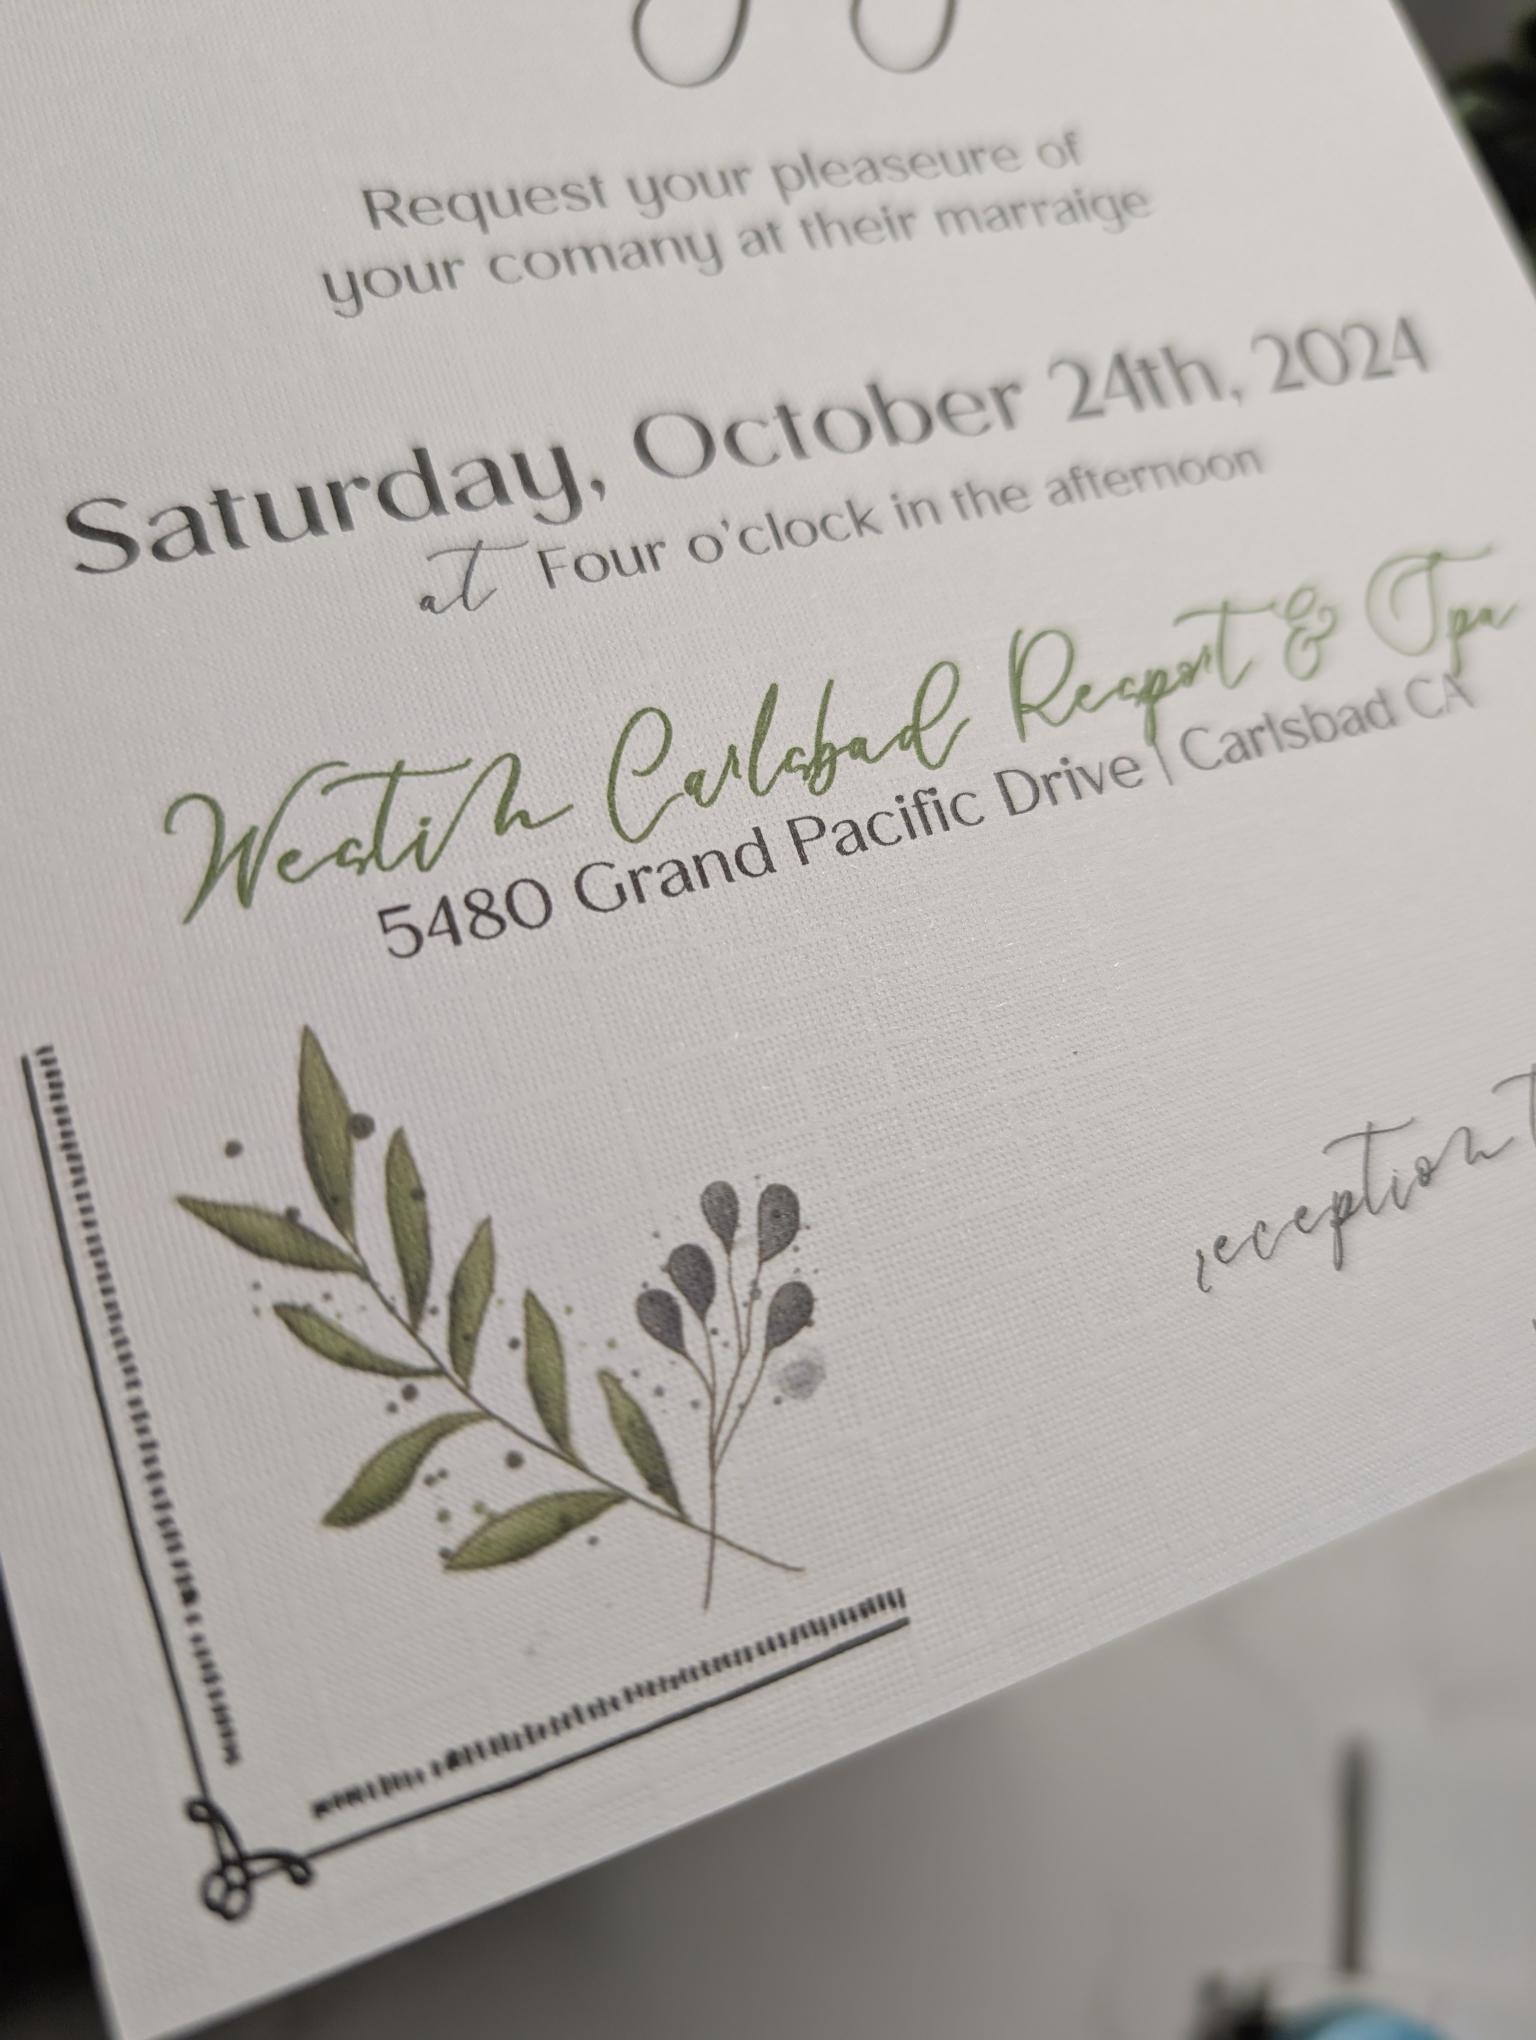 Request your pleaseure of
your comany at their marraige
Saturday, October 24th, 2024
at Four o'clock in the afternoon
Westin Carlsbad Resport & Spa
5480 Grand Pacific Drive | Carlsbad CA
reception